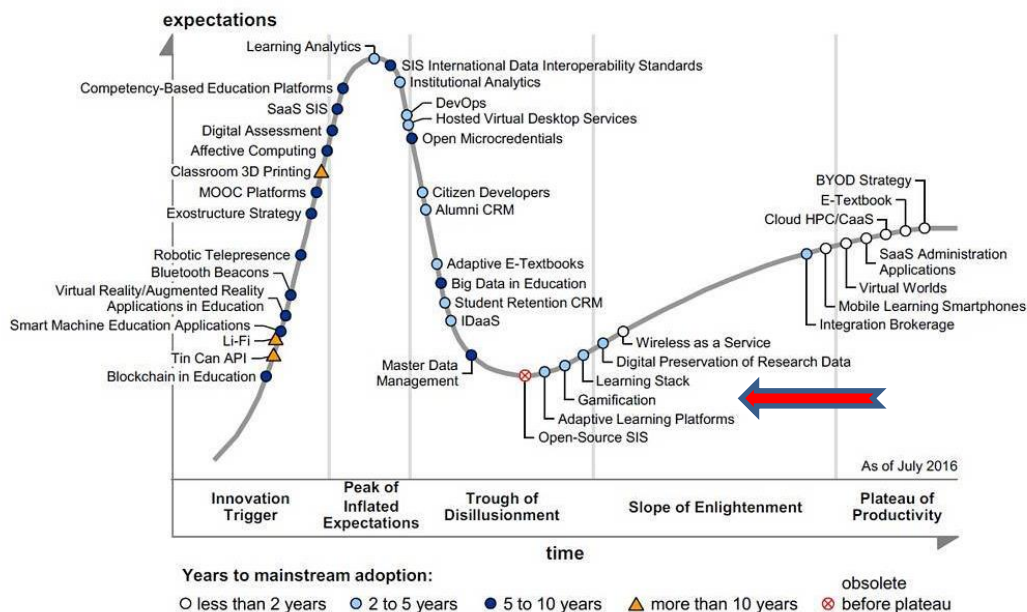 expectations
Learning Analytics
SIS International Data Interoperability Standards
Institutional Analytics
Competency-Based Education Platforms
DevOps
SaaS SIS
Hosted Virtual Desktop Services
Digital Assessment
Open Microcredentials
Affective Computing
Classroom 3D Printing
MOOC Platforms
Citizen Developers
Exostructure Strategy
Alumni CRM
BYOD Strategy
E-Textbook
Cloud HPC/CaaS
Robotic Telepresence
Bluetooth Beacons
Virtual Reality/Augmented Reality
Applications in Education
Smart Machine Education Applications
Li-Fi
Tin Can API
Blockchain in Education
Adaptive E-Textbooks
Big Data in Education
Student Retention CRM
IDaaS
Master Data
Management
SaaS Administration
Applications
Virtual Worlds
Mobile Learning Smartphones
Integration Brokerage
Wireless as a Service
Digital Preservation of Research Data
Learning Stack
Gamification
Adaptive Learning Platforms
Open-Source SIS
As of July 2016
Innovation
Trigger
Peak of
Inflated
Expectations
Trough of
Disillusionment
Slope of Enlightenment
Plateau of
Productivity
time
Years to mainstream adoption:
less than 2 years
2 to 5 years
5 to 10 years
more than 10 years
obsolete
before plateau